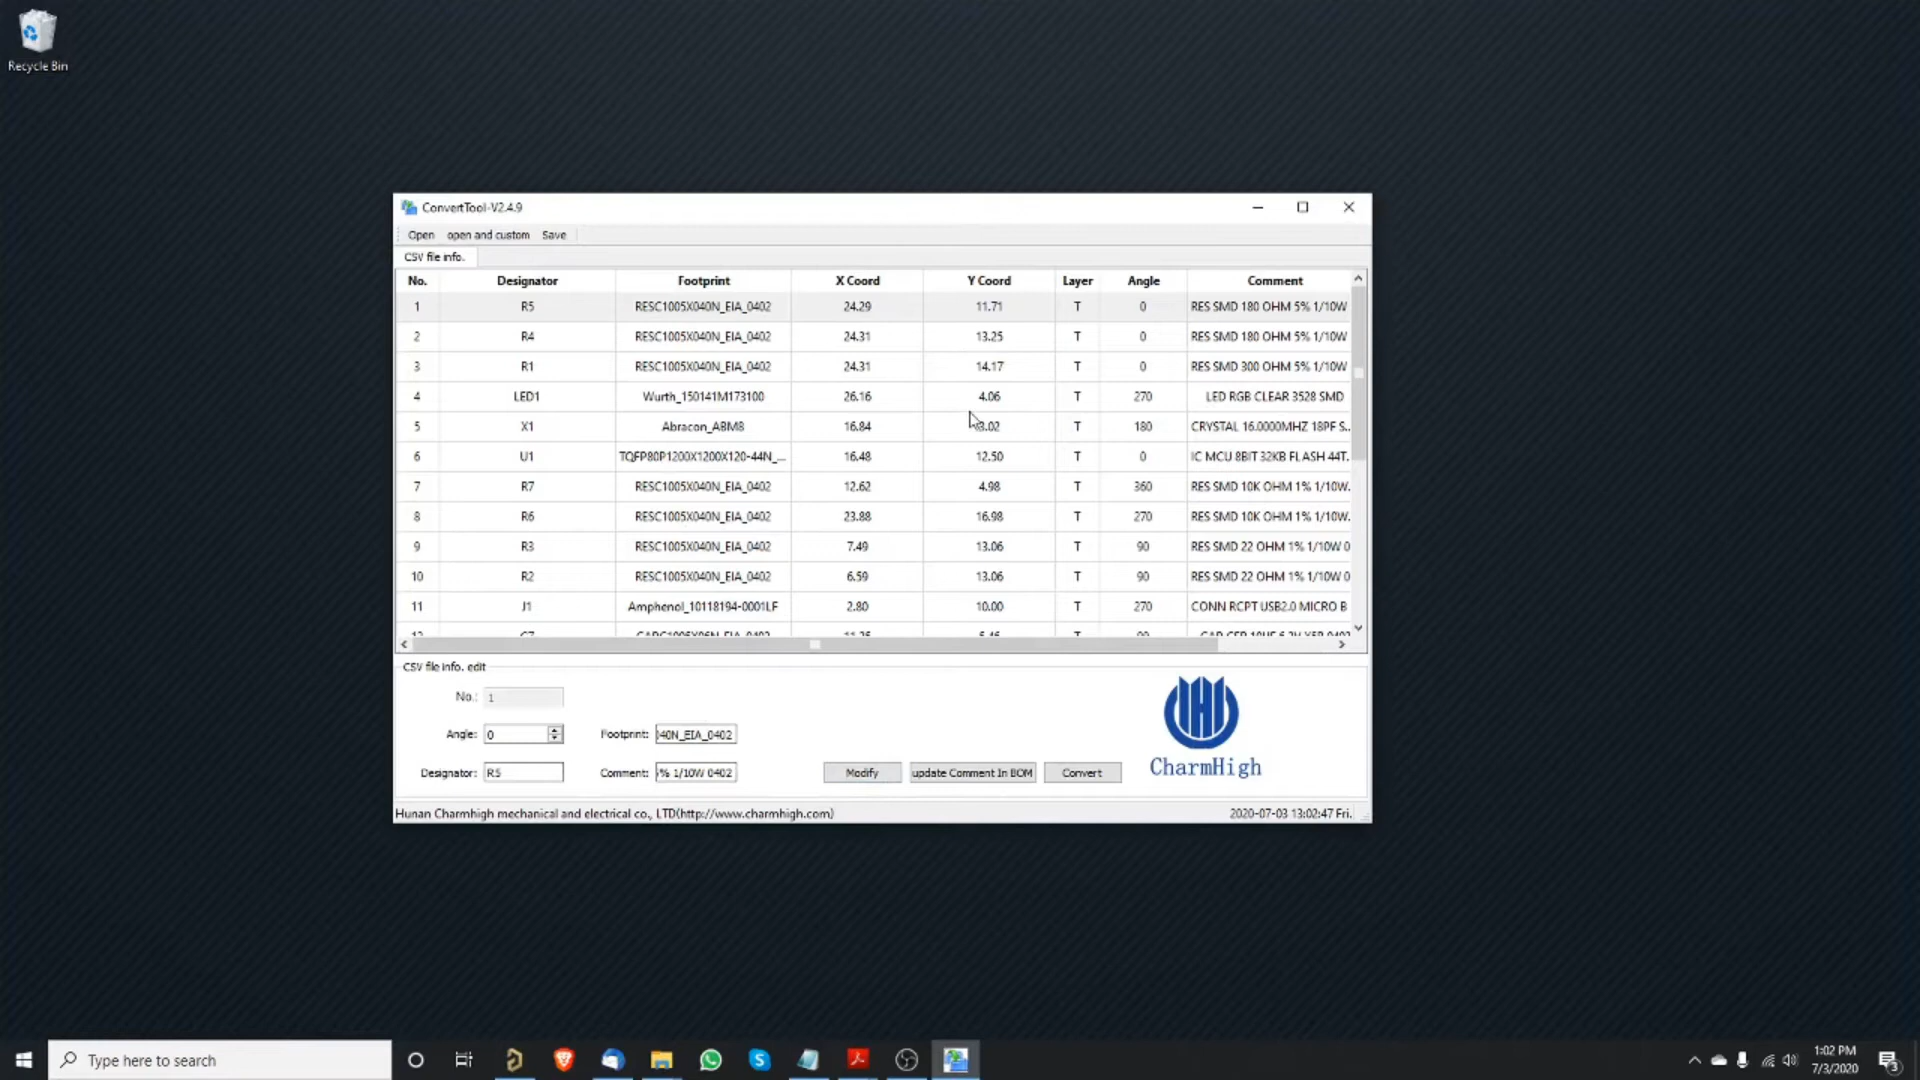 Recycle Bin
ConvertTool-V2.4.9
Open open and custom Save
CSV file info.
No. Designator Footprint X Coord Y Coord Layer Angle Comment
1 R5 RESC1005X040N_EIA_0402 24.29 11.71 T 0 RES SMD 180 OHM 5% 1/10W
2 R4 RESC1005X040N_EIA_0402 24.31 13.25 T 0 RES SMD 180 OHM 5% 1/10W
3 R1 RESC1005X040N_EIA_0402 24.31 14.17 T 0 RES SMD 300 OHM 5% 1/10W
4 LED1 Wurth_150141M173100 26.16 4.06 T 270 LED RGB CLEAR 3528 SMD
5 X1 Abracon_ABM8 16.84 3.02 T 180 CRYSTAL 16.0000MHZ 18PF S..
6 U1 TQFP80P1200X1200X120-44N_... 16.48 12.50 T 0 IC MCU 8BIT 32KB FLASH 44T.
7 R7 RESC1005X040N_EIA_0402 12.62 4.98 T 360 RES SMD 10K OHM 1% 1/10W.
8 R6 RESC1005X040N_EIA_0402 23.88 16.98 T 270 RES SMD 10K OHM 1% 1/10W.
9 R3 RESC1005X040N_EIA_0402 7.49 13.06 T 90 RES SMD 22 OHM 1% 1/10W 0
10 R2 RESC1005X040N_EIA_0402 6.59 13.06 T 90 RES SMD 22 OHM 1% 1/10W 0
11 J1 Amphenol_10118194-0001LF 2.80 10.00 T 270 CONN RCPT USB2.0 MICRO B
CSV file info. edit
No.: 1
Angle: 0 Footprint: 040N_EIA_0402
Designator: R5 Comment: % 1/10W 0402 Modify update Comment In BOM Convert
CharmHigh
Hunan Charmhigh mechanical and electrical co., LTD(http://www.charmhigh.com) 2020-07-03 13:02:47 Fri.
Type here to search
1:02 PM
7/3/2020
3